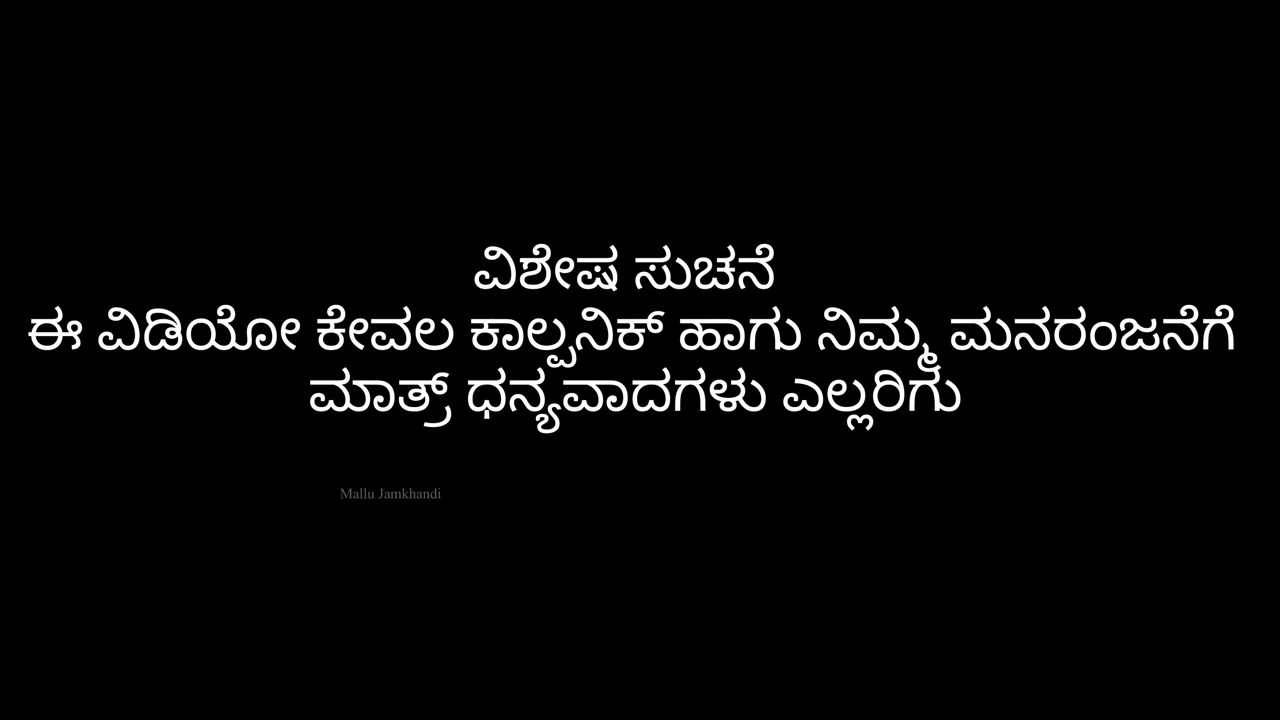 ವಿಶೇಷ ಸುಚನೆ
ಈ ವಿಡಿಯೋ ಕೇವಲ ಕಾಲ್ಪನಿಕ್ ಹಾಗು ನಿಮ್ಮ ಮನರಂಜನೆಗೆ
ಮಾತ್ರ್ ಧನ್ಯವಾದಗಳು ಎಲ್ಲರಿಗು
Mallu Jamkhandi